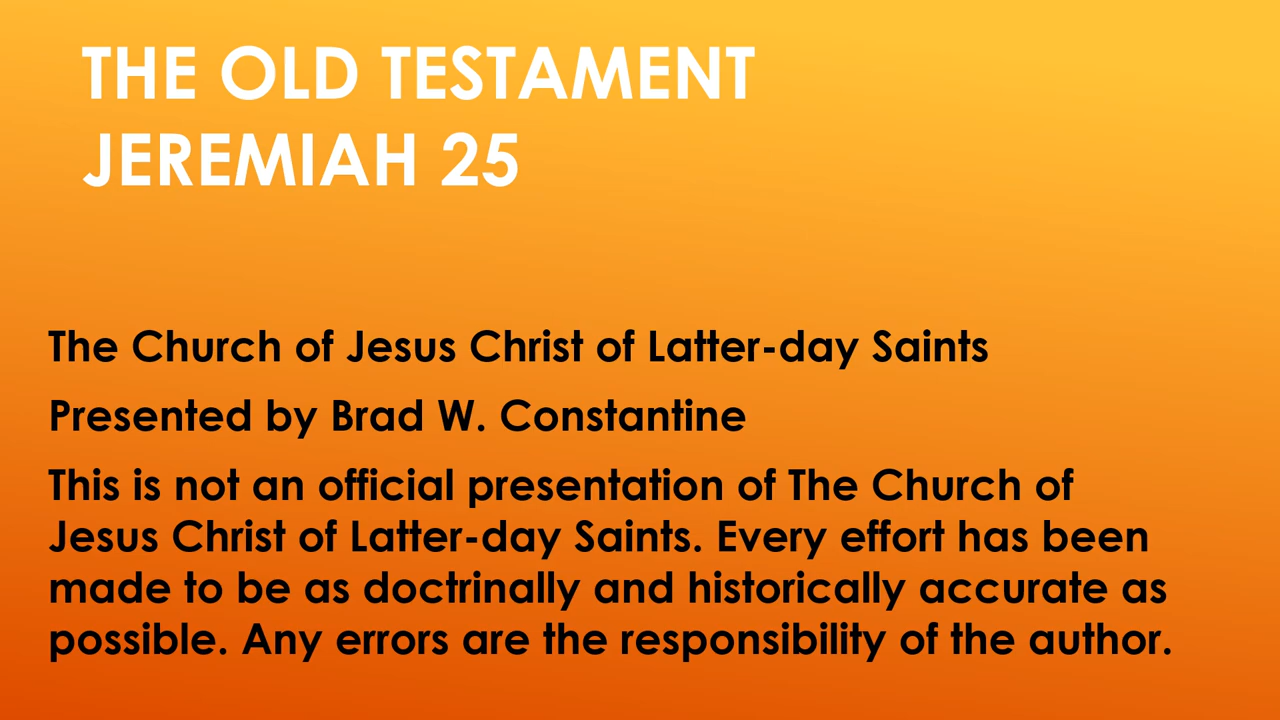 THE OLD TESTAMENT
JEREMIAH 25
The Church of Jesus Christ of Latter-day Saints
Presented by Brad W. Constantine
This is not an official presentation of The Church of
Jesus Christ of Latter-day Saints. Every effort has been
made to be as doctrinally and historically accurate as
possible. Any errors are the responsibility of the author.